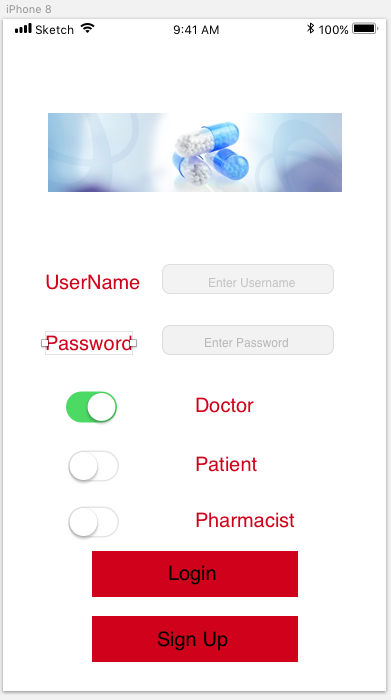 iPhone 8
Sketch 9:41 AM 100%
UserName Enter Username
Password Enter Password
Doctor
Patient
Pharmacist
Login
Sign Up